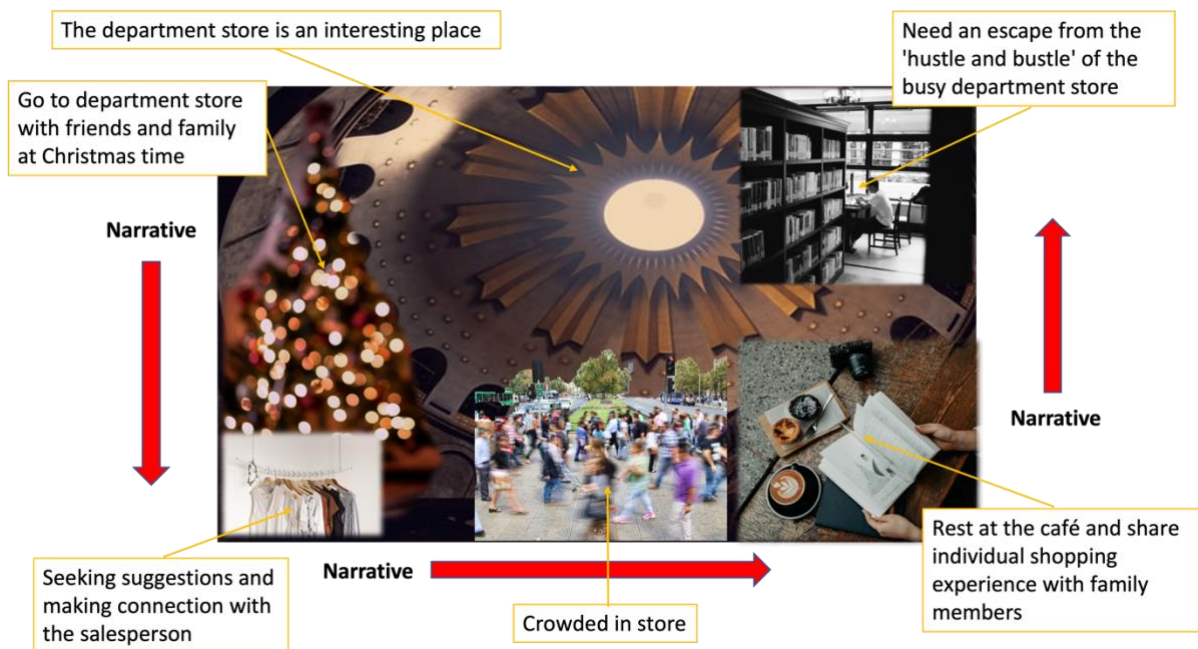 The department store is an interesting place
Need an escape from the
'hustle and bustle' of the
busy department store
Go to department store
with friends and family
at Christmas time
Narrative
Narrative
Rest at the café and share
individual shopping
experience with family
members
Seeking suggestions and
making connection with
the salesperson
Narrative
Crowded in store